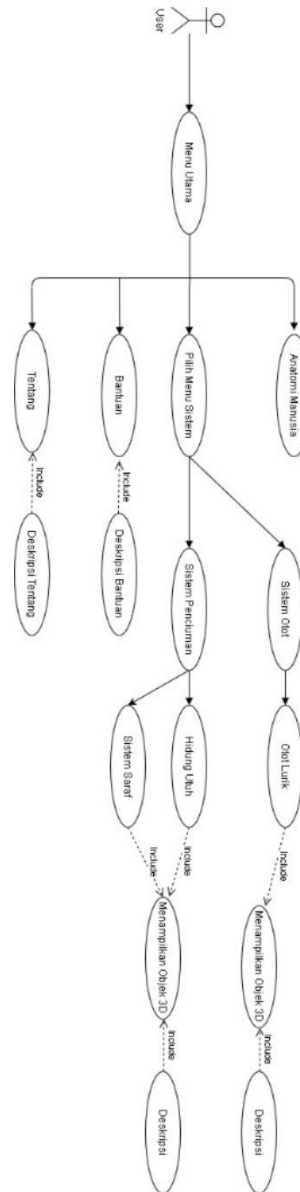 User
Menu Utama
Anatomi Manusia
Pilih Menu Sistem
Bantuan
Tentang
Include
Include
Deskripsi Bantuan
Deskripsi Tentang
Sistem Otot
Sistem Penciuman
Otot Lurik
Hidung Utuh
Sistem Saraf
Include
Include
Include
Menampilkan Objek 3D
Menampilkan Objek 3D
Include
Include
Deskripsi
Deskripsi